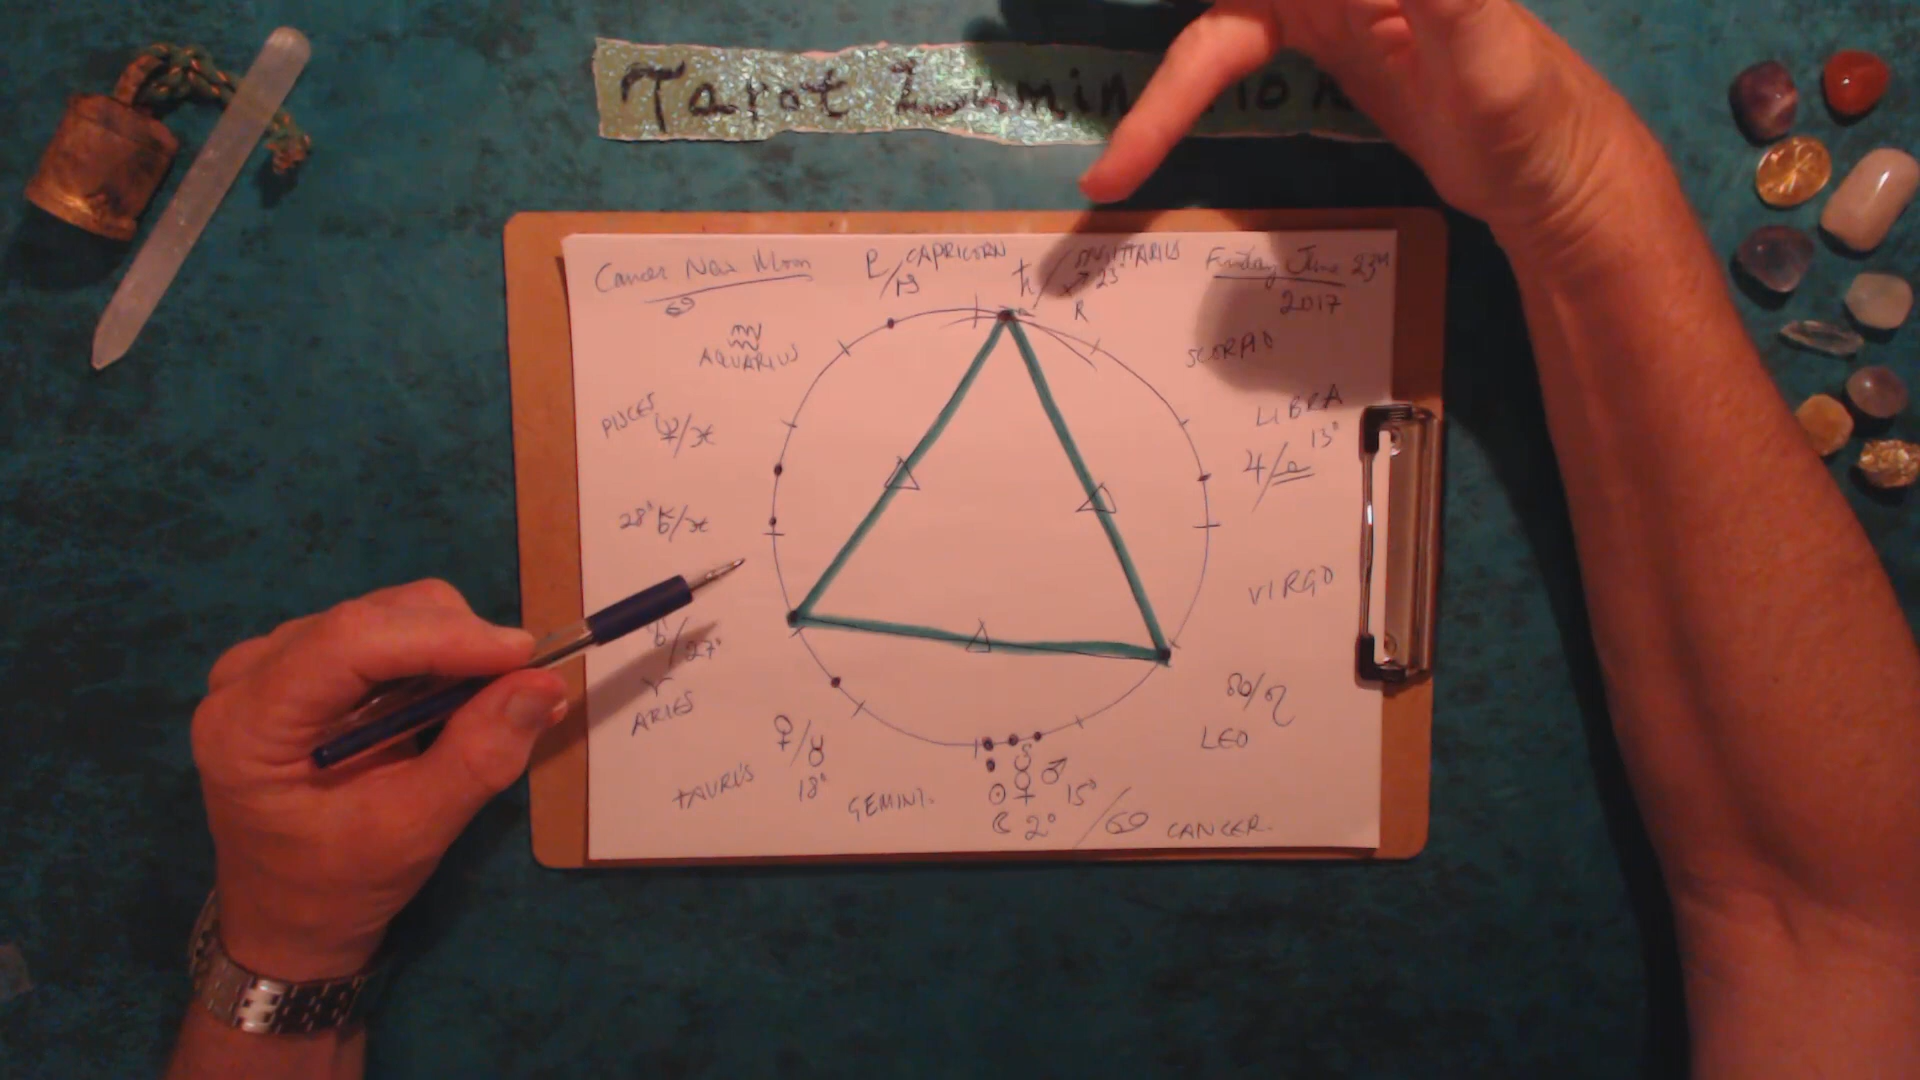 Tarot
Cancer New Moon
♋
P/♑ CAPRICORN
♄/♐ 23°
SAGITTARIUS
R
Friday June 23rd
2017
♒
AQUARIUS
SCORPIO
PISCES
♆/♓
LIBRA
13°
♃/♎
28° ⚷/♓
VIRGO
/27°
♈
ARIES
♀/♉
18°
TAURUS
GEMINI.
☊/♌
LEO
☿ ♂
☉ 15°
☾ 2° /♋ CANCER.